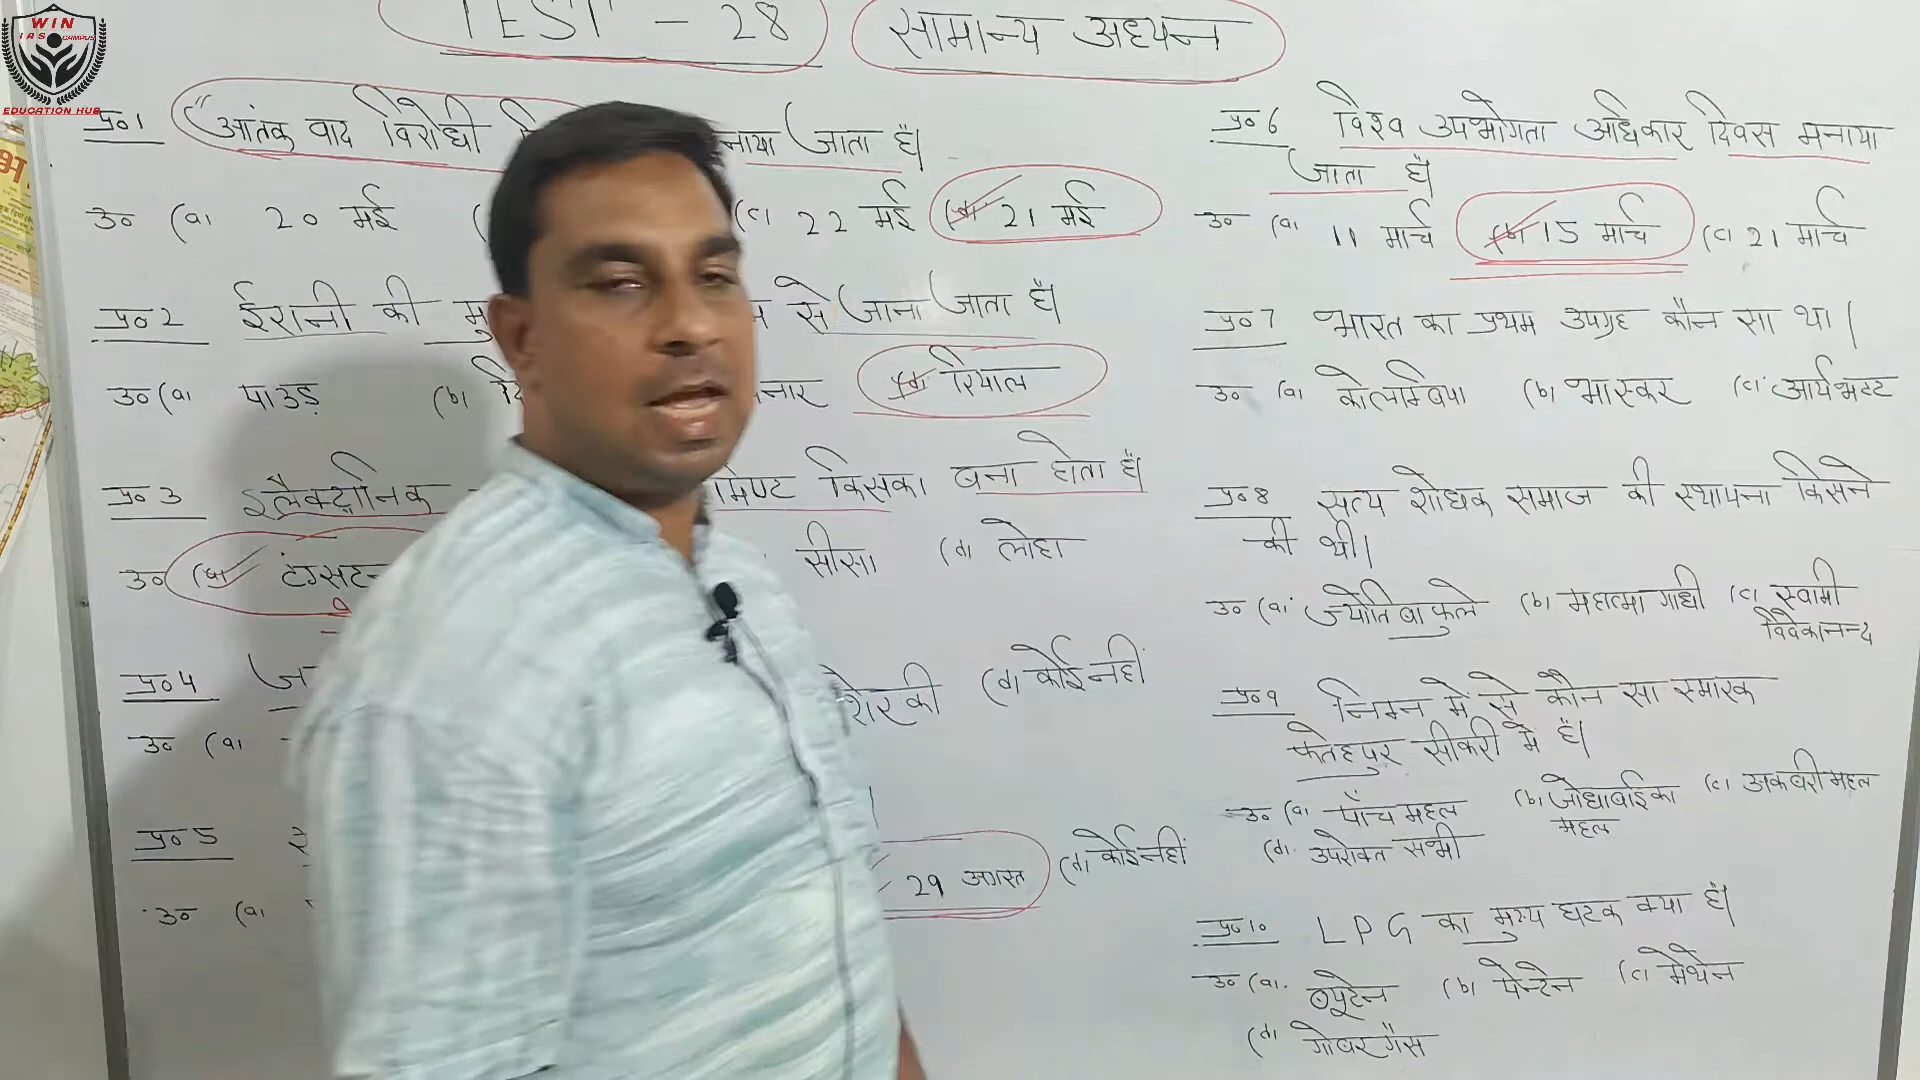 WIN
IAS CAMPUS
EDUCATION HUB
TEST - 28
सामान्य अध्यन
प्र०1 "आंतक वाद विरोधी जाता है।
उ० (a) 20 मई (c) 22 मई (d) 21 मई
प्र०2 ईरानी की से जाना जाता है।
उ० (a) पाउड़ (b) (d) रियाल
प्र०3 इलैक्ट्रानिक किसका बना होता है।
उ० (a) टंगस्टन सीसा (d) लोहा
प्र०4
उ० (a) शेर की (d) कोई नहीं
प्र०5
उ० (a) 29 अगस्त (d) कोई नहीं
प्र०6 विश्व उपभोगता अधिकार दिवस मनाया
जाता है।
उ० (a) 11 मार्च (b) 15 मार्च (c) 21 मार्च
प्र०7 भारत का प्रथम उपग्रह कौन सा था।
उ० (a) कोलम्बिया (b) भास्कर (c) आर्यभट्ट
प्र०8 सत्य शोधक समाज की स्थापना किसने
की थी।
उ० (a) ज्योतिबा फुले (b) महात्मा गाधी (c) स्वामी
विवेकानन्द
प्र०9 निम्न में से कौन सा स्मारक
फतेहपुर सीकरी में है।
उ० (a) पाँच महल (b) जोधाबाई का (c) अकबरी महल
महल
(d) उपरोक्त सभी
प्र०10 LPG का मुख्य घटक क्या है।
उ० (a) ब्यूटेन (b) पेन्टेन (c) मेथेन
(d) गोबर गैस